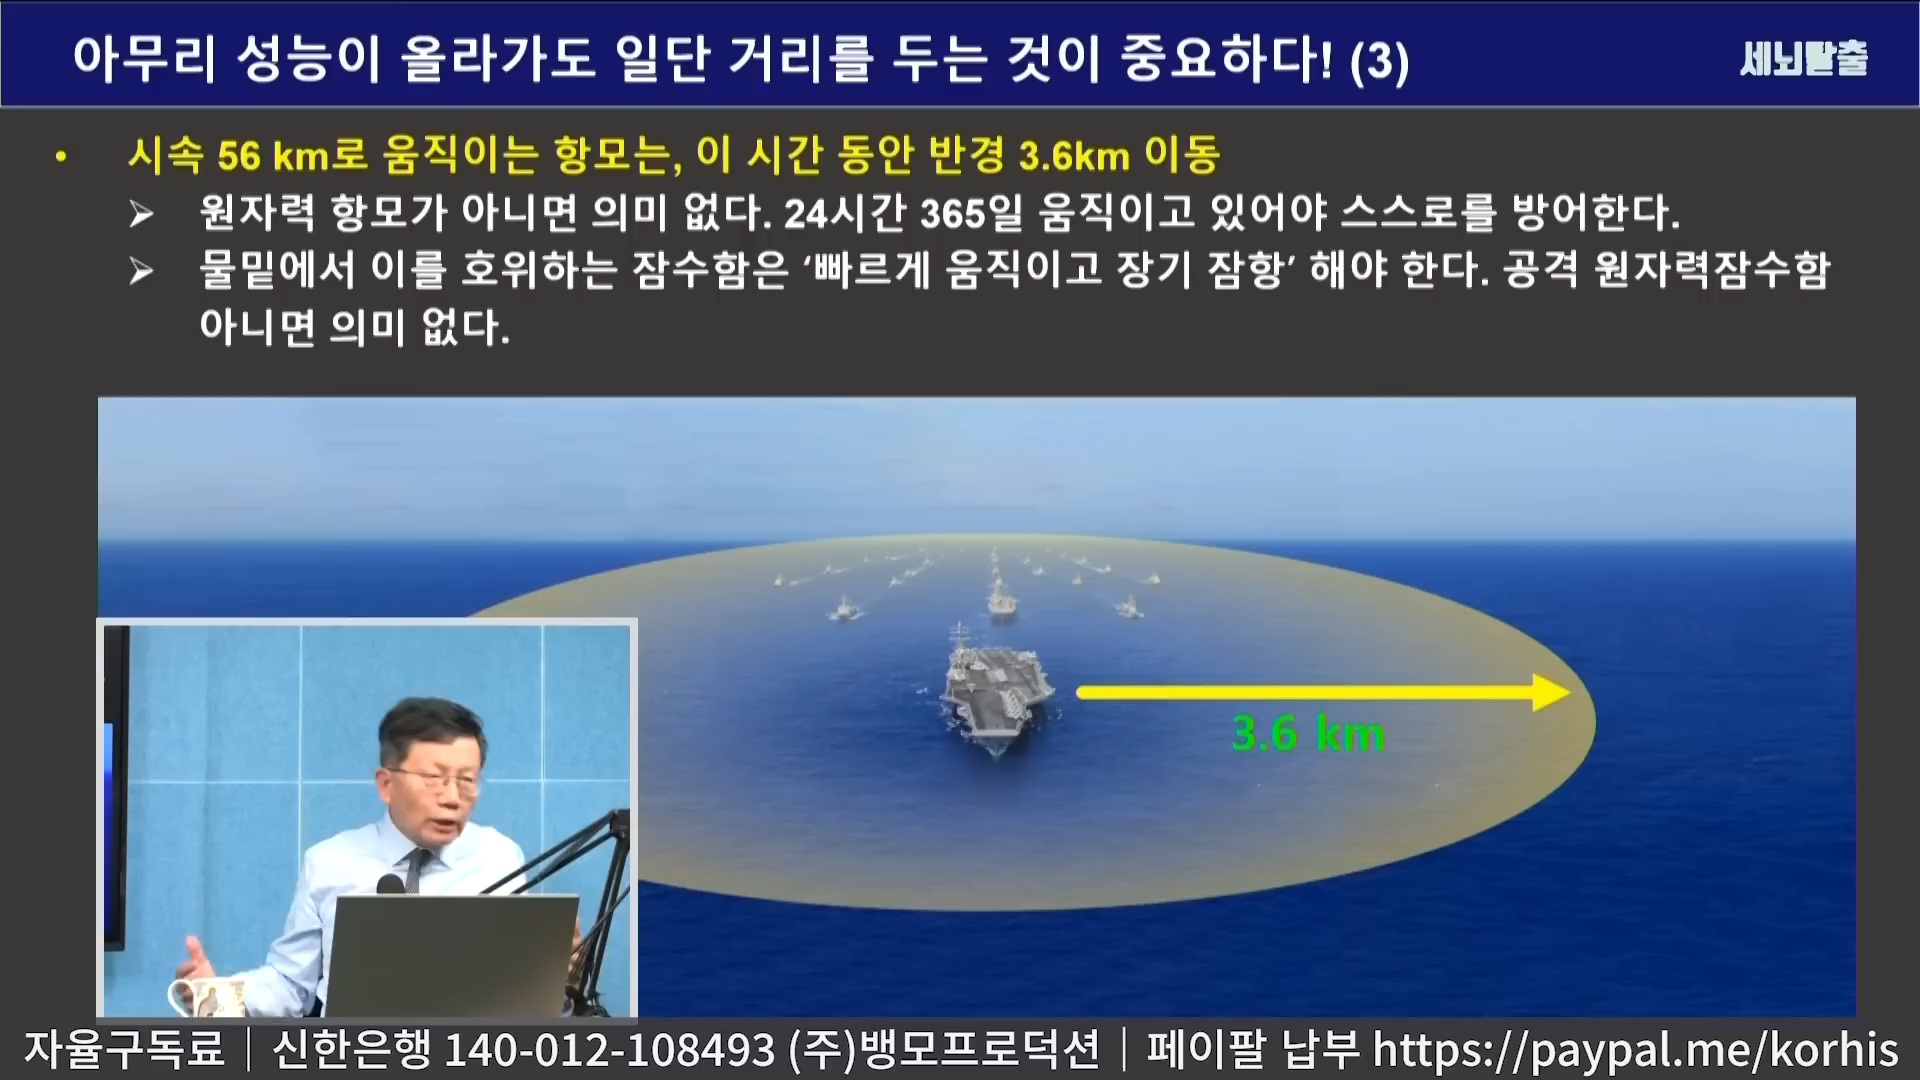 아무리 성능이 올라가도 일단 거리를 두는 것이 중요하다! (3)
세뇌탈출
• 시속 56 km로 움직이는 항모는, 이 시간 동안 반경 3.6km 이동
➢ 원자력 항모가 아니면 의미 없다. 24시간 365일 움직이고 있어야 스스로를 방어한다.
➢ 물밑에서 이를 호위하는 잠수함은 ‘빠르게 움직이고 장기 잠항’ 해야 한다. 공격 원자력잠수함
아니면 의미 없다.
3.6 km
자율구독료│신한은행 140-012-108493 (주)뱅모프로덕션│페이팔 납부 https://paypal.me/korhis